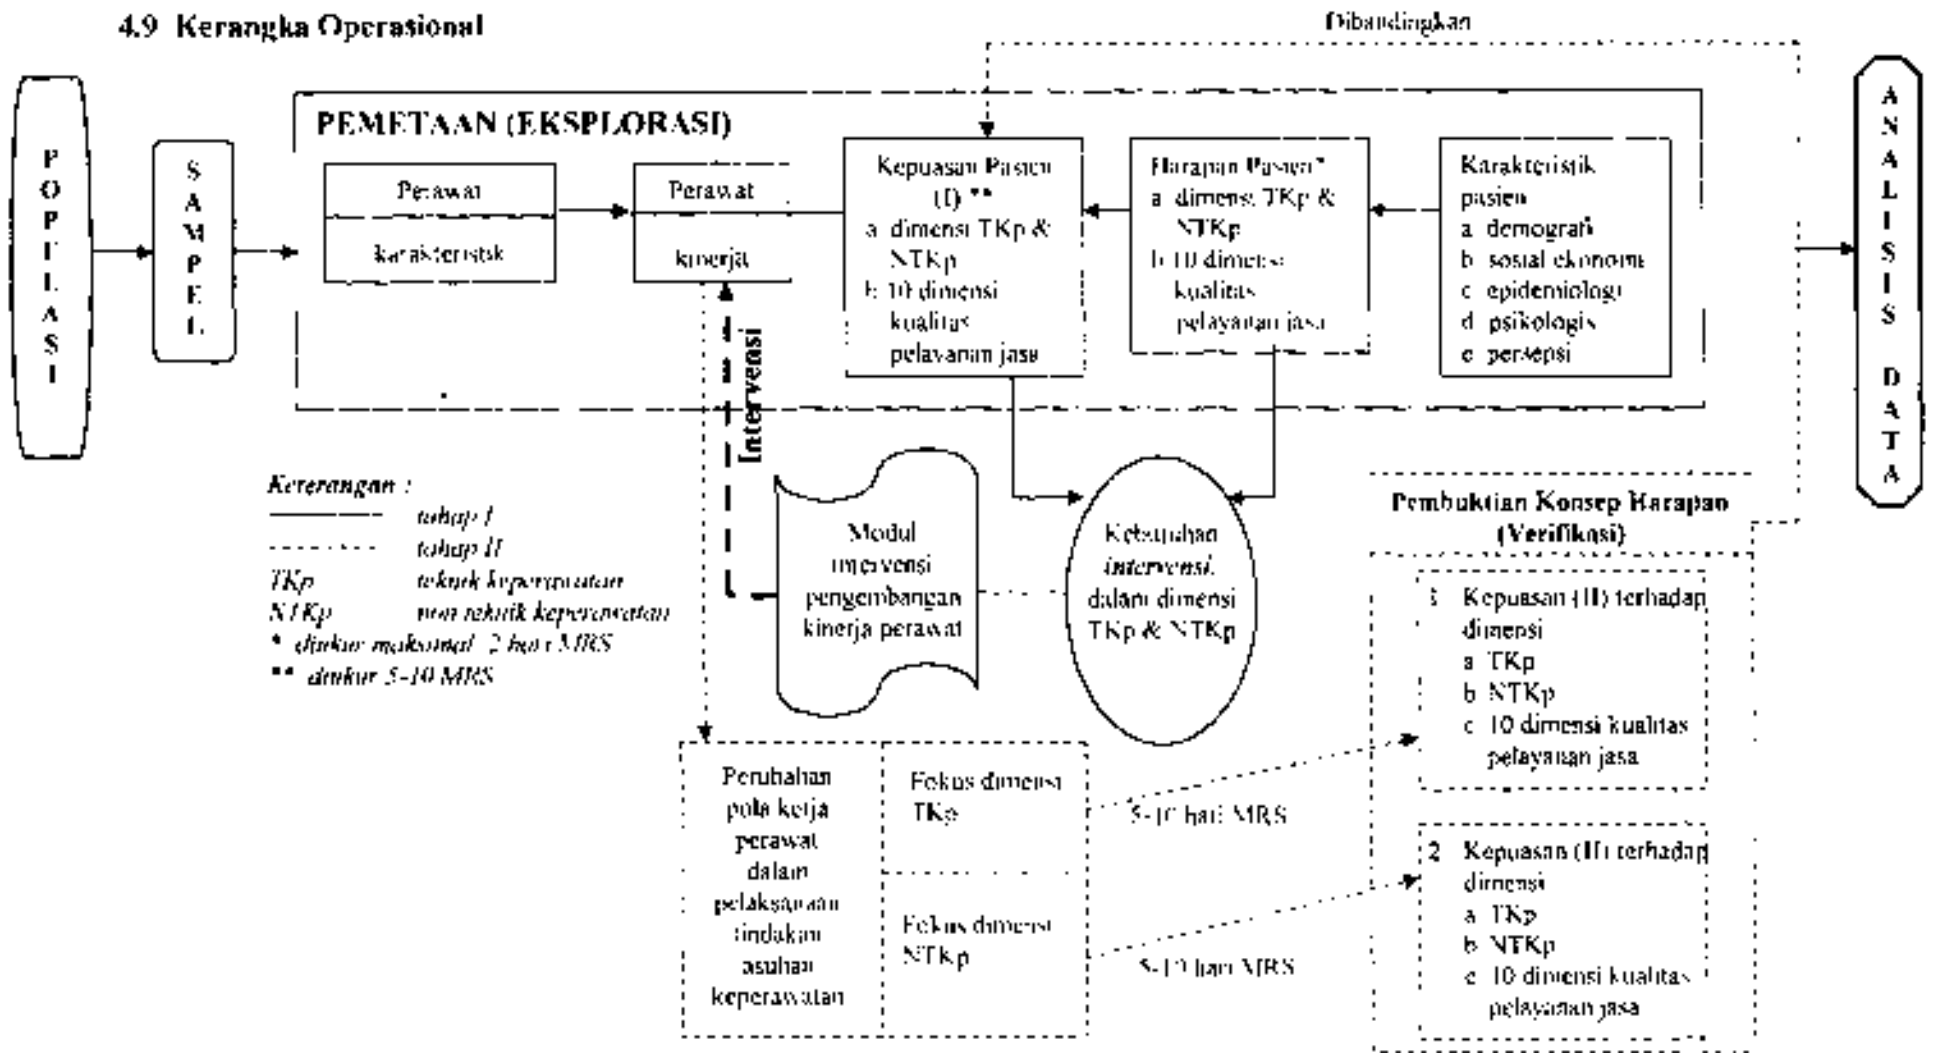 4.9 Kerangka Operasional
Dibandingkan
POPULASI
SAMPEL
PEMETAAN (EKSPLORASI)
Perawat
karakteristik
Perawat
kinerja
Kepuasan Pasien
(I) **
a dimensi TKp &
NTKp
b 10 dimensi
kualitas
pelayanan jasa
Harapan Pasien*
a dimensi TKp &
NTKp
b 10 dimensi
kualitas
pelayanan jasa
Karakteristik
pasien
a demografi
b sosial ekonomi
c epidemiologi
d psikologis
e persepsi
ANALISIS DATA
Intervensi
Keterangan :
tahap I
tahap II
TKp teknik keperawatan
NTKp non teknik keperawatan
* diukur maksimal 2 hari MRS
** diukur 5-10 MRS
Modul
intervensi
pengembangan
kinerja perawat
Kebutuhan
intervensi
dalam dimensi
TKp & NTKp
Pembuktian Konsep Harapan
(Verifikasi)
1 Kepuasan (II) terhadap
dimensi
a TKp
b NTKp
c 10 dimensi kualitas
pelayanan jasa
Perubahan
pola kerja
perawat
dalam
pelaksanaan
tindakan
asuhan
keperawatan
Fokus dimensi
TKp
5-10 hari MRS
Fokus dimensi
NTKp
5-10 hari MRS
2 Kepuasan (II) terhadap
dimensi
a TKp
b NTKp
c 10 dimensi kualitas
pelayanan jasa